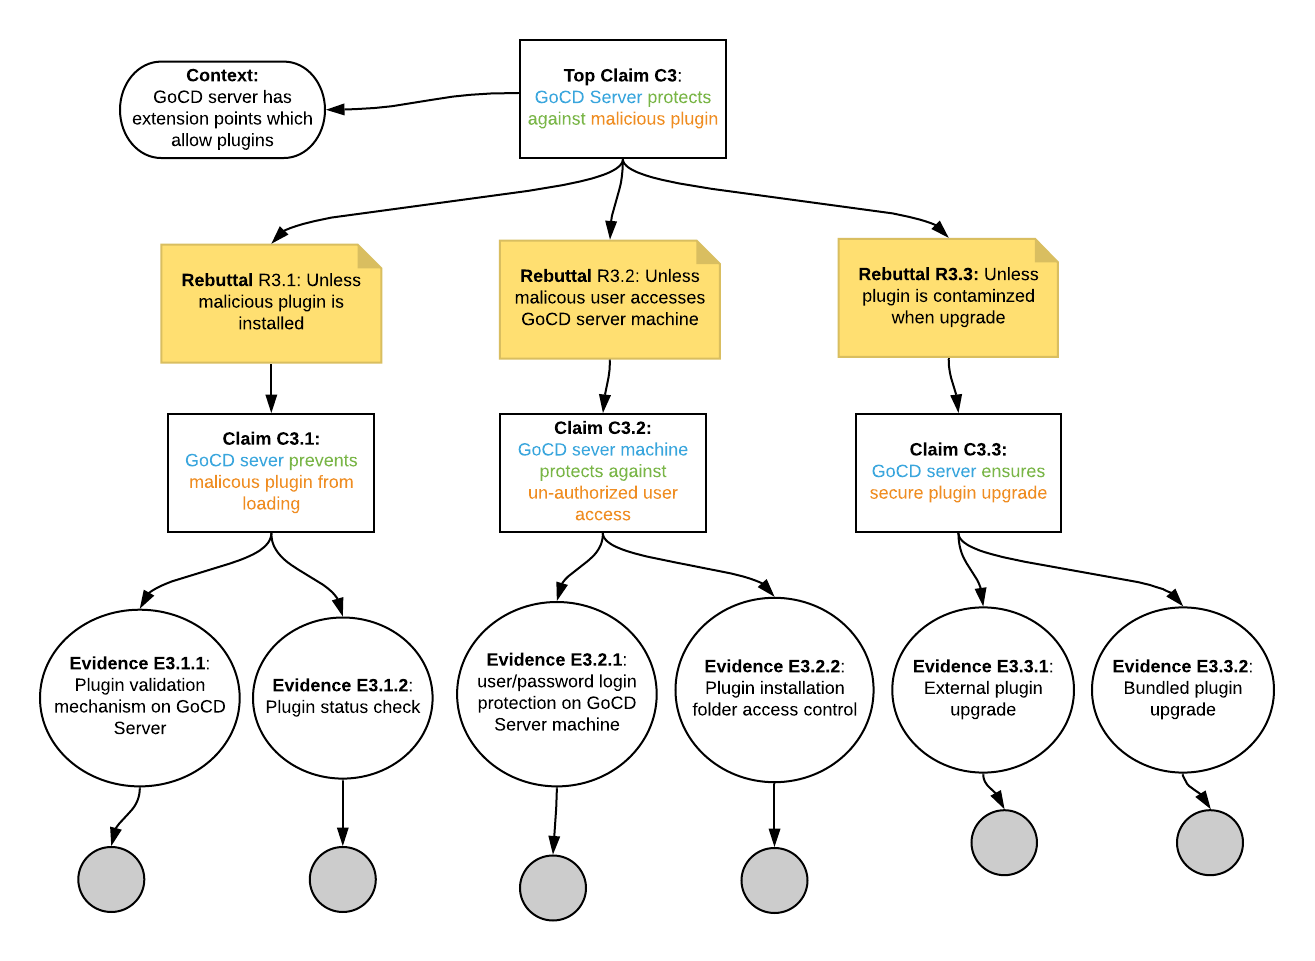 Context:
GoCD server has
extension points which
allow plugins
Top Claim C3:
GoCD Server protects
against malicious plugin
Rebuttal R3.1: Unless
malicious plugin is
installed
Rebuttal R3.2: Unless
malicous user accesses
GoCD server machine
Rebuttal R3.3: Unless
plugin is contaminzed
when upgrade
Claim C3.1:
GoCD sever prevents
malicous plugin from
loading
Claim C3.2:
GoCD sever machine
protects against
un-authorized user
access
Claim C3.3:
GoCD server ensures
secure plugin upgrade
Evidence E3.1.1:
Plugin validation
mechanism on GoCD
Server
Evidence E3.1.2:
Plugin status check
Evidence E3.2.1:
user/password login
protection on GoCD
Server machine
Evidence E3.2.2:
Plugin installation
folder access control
Evidence E3.3.1:
External plugin
upgrade
Evidence E3.3.2:
Bundled plugin
upgrade